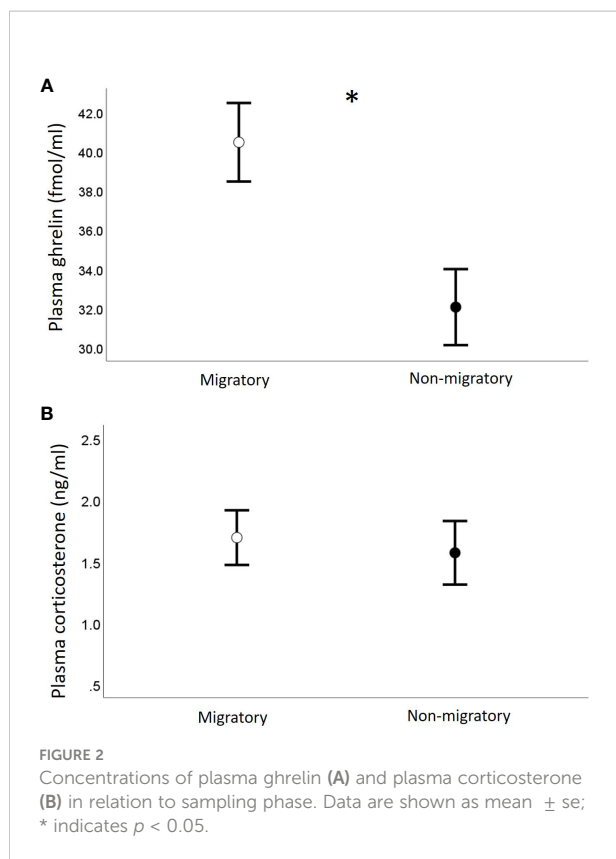 A
*
Plasma ghrelin (fmol/ml)
42.0
40.0
38.0
36.0
34.0
32.0
30.0
Migratory Non-migratory
B
Plasma corticosterone (ng/ml)
2.5
2.0
1.5
1.0
.5
Migratory Non-migratory
FIGURE 2
Concentrations of plasma ghrelin (A) and plasma corticosterone
(B) in relation to sampling phase. Data are shown as mean ± se;
* indicates p < 0.05.